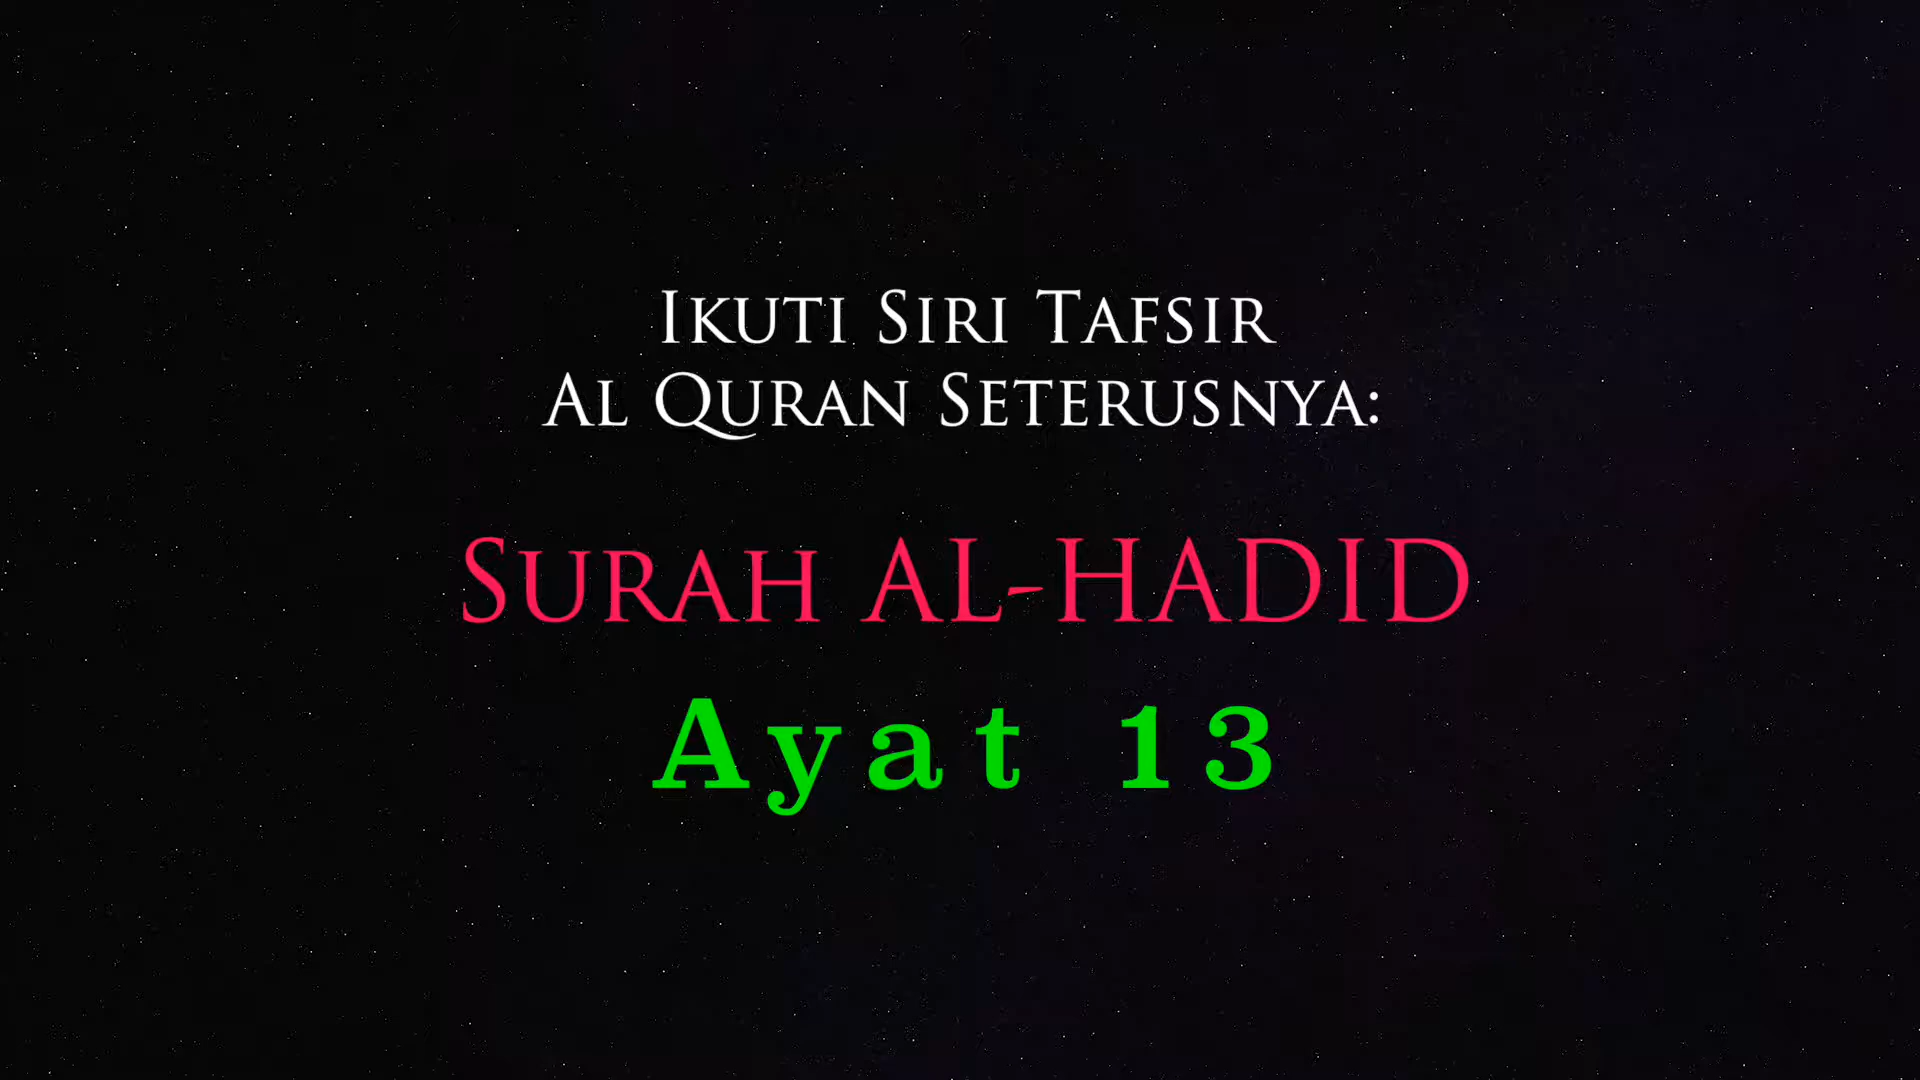 Ikuti Siri Tafsir
Al Quran Seterusnya:
Surah AL-HADID
Ayat 13